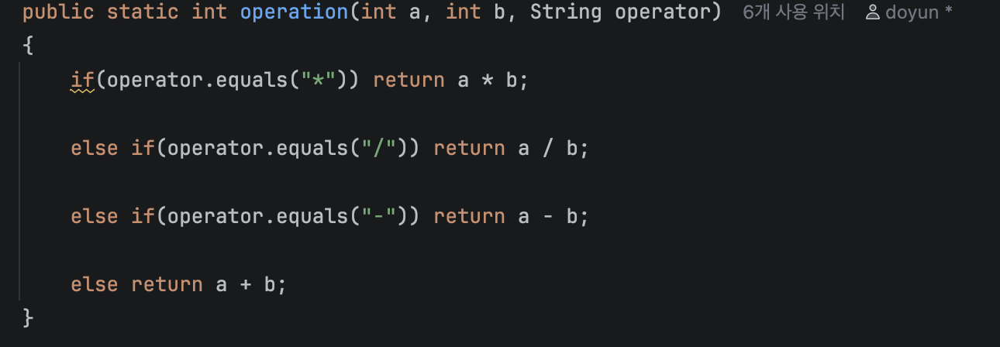 public static int operation(int a, int b, String operator) 6개 사용 위치 doyun *
{
if(operator.equals("*")) return a * b;
else if(operator.equals("/")) return a / b;
else if(operator.equals("-")) return a - b;
else return a + b;
}